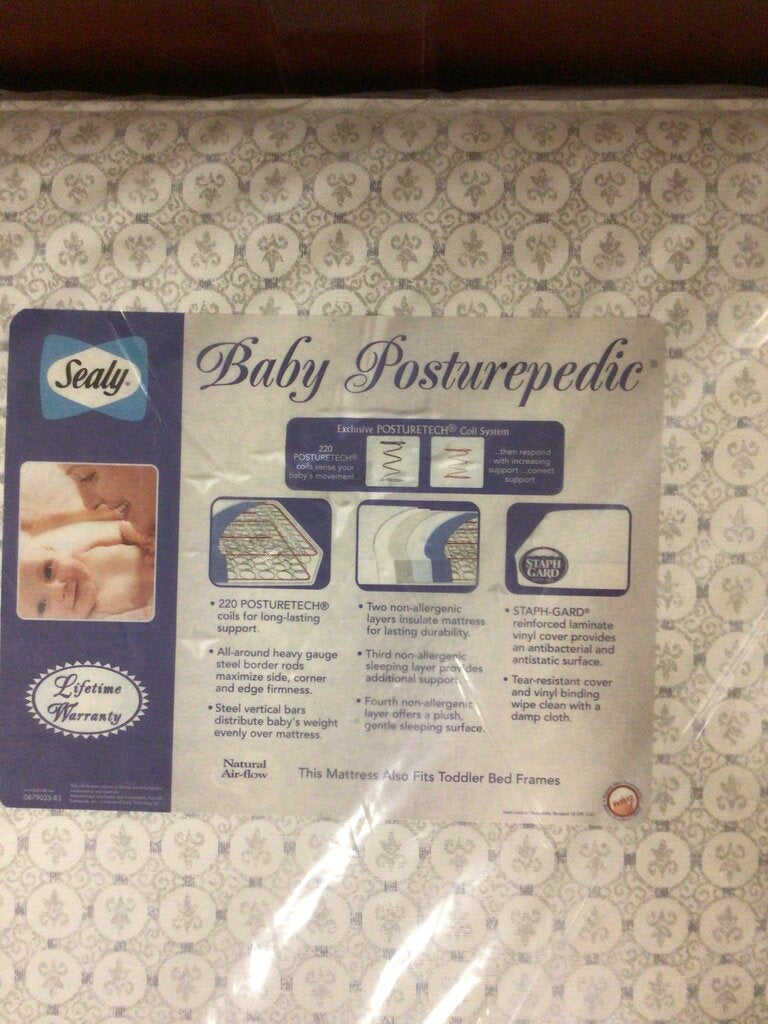 Sealy®
Baby Posturepedic®
Exclusive POSTURETECH® Coil System
220
POSTURETECH®
coils sense your
baby's movement...
...then respond
with increasing
support ...correct
support.
STAPH-
GARD
• 220 POSTURETECH®
coils for long-lasting
support.
• All-around heavy gauge
steel border rods
maximize side, corner
and edge firmness.
• Steel vertical bars
distribute baby's weight
evenly over mattress.
• Two non-allergenic
layers insulate mattress
for lasting durability.
• Third non-allergenic
sleeping layer provides
additional support.
• Fourth non-allergenic
layer offers a plush,
gentle sleeping surface.
• STAPH-GARD®
reinforced laminate
vinyl cover provides
an antibacterial and
antistatic surface.
• Tear-resistant cover
and vinyl binding
wipe clean with a
damp cloth.
Lifetime
Warranty
Natural
Air-flow
This Mattress Also Fits Toddler Bed Frames
0879025-B3